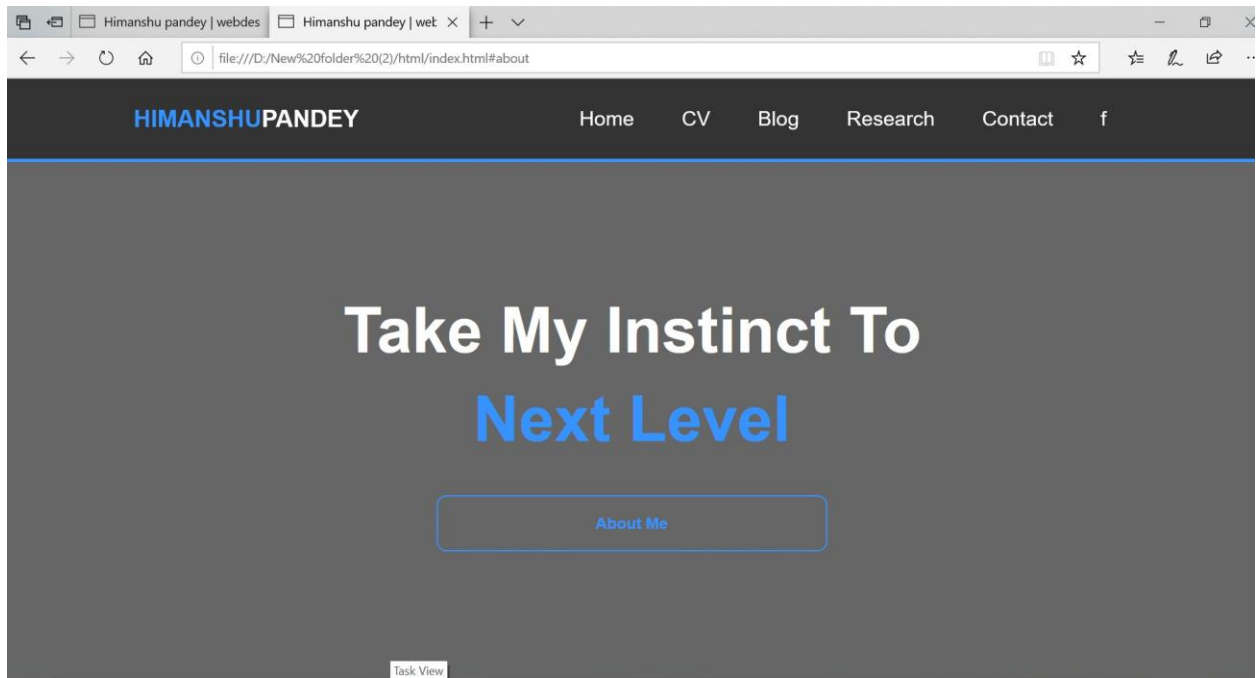 Himanshu pandey | webdes Himanshu pandey | wet
file:///D:/New%20folder%20(2)/html/index.html#about
HIMANSHUPANDEY Home CV Blog Research Contact f
Take My Instinct To
Next Level
About Me
Task View